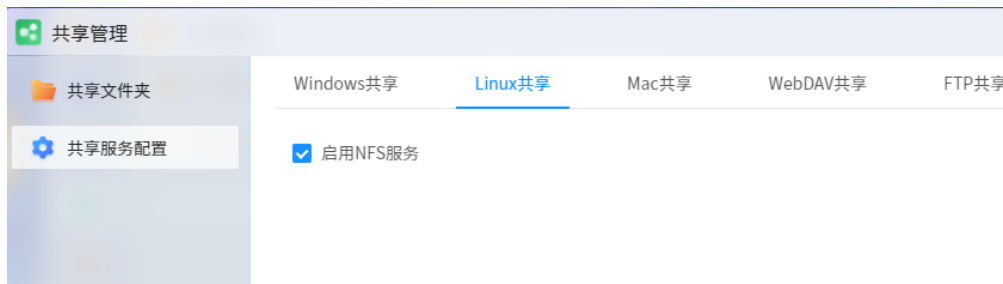 共享管理
共享文件夹
共享服务配置
Windows共享 Linux共享 Mac共享 WebDAV共享 FTP共享
启用NFS服务